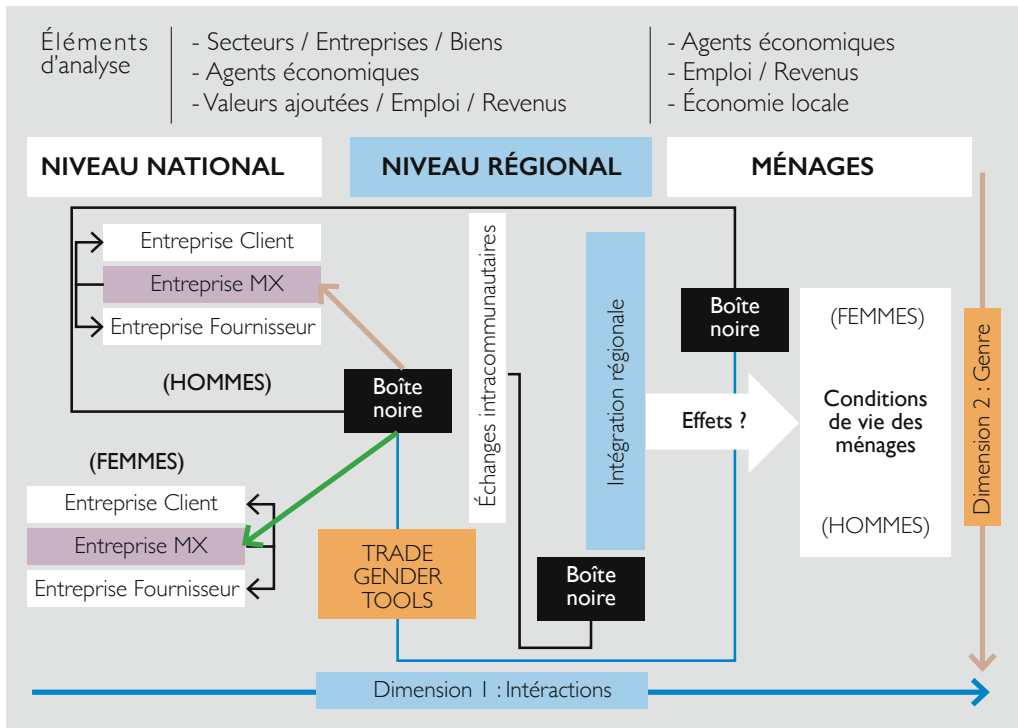 Éléments
d'analyse
- Secteurs / Entreprises / Biens
- Agents économiques
- Valeurs ajoutées / Emploi / Revenus
- Agents économiques
- Emploi / Revenus
- Économie locale
NIVEAU NATIONAL
NIVEAU RÉGIONAL
MÉNAGES
Entreprise Client
Entreprise MX
Entreprise Fournisseur
(HOMMES)
Boîte
noire
(FEMMES)
Entreprise Client
Entreprise MX
Entreprise Fournisseur
TRADE
GENDER
TOOLS
Échanges intracommunautaires
Intégration régionale
Boîte
noire
Boîte
noire
Effets ?
(FEMMES)
Conditions
de vie des
ménages
(HOMMES)
Dimension 2 : Genre
Dimension 1 : Intéractions